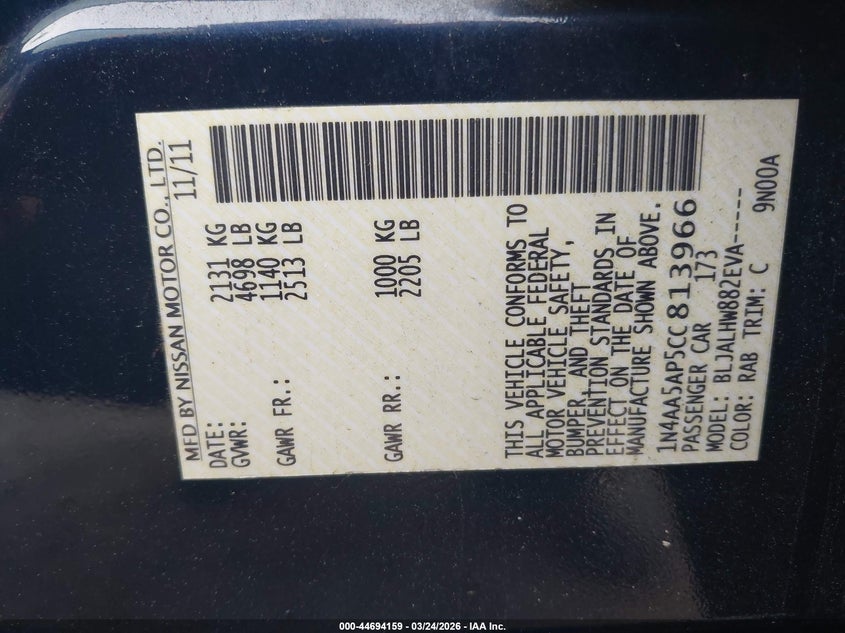 MFD BY NISSAN MOTOR CO., LTD.
DATE: 11/11
GVWR: 2131 KG
4698 LB
GAWR FR.: 1140 KG
2513 LB
GAWR RR.: 1000 KG
2205 LB
THIS VEHICLE CONFORMS TO
ALL APPLICABLE FEDERAL
MOTOR VEHICLE SAFETY,
BUMPER, AND THEFT
PREVENTION STANDARDS IN
EFFECT ON THE DATE OF
MANUFACTURE SHOWN ABOVE.
1N4AA5AP5CC813966
PASSENGER CAR 173
MODEL: BLJALHW882EVA-----
COLOR: RAB TRIM: C 9N00A
000-44694159 - 03/24/2026 - IAA Inc.